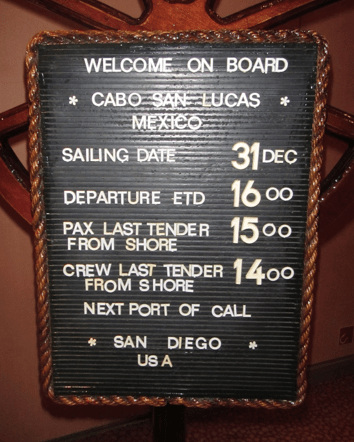 WELCOME ON BOARD
* CABO SAN LUCAS *
MEXICO
SAILING DATE 31 DEC
DEPARTURE ETD 16 00
PAX LAST TENDER 15 00
FROM SHORE
CREW LAST TENDER 14 00
FROM SHORE
NEXT PORT OF CALL
* SAN DIEGO *
USA